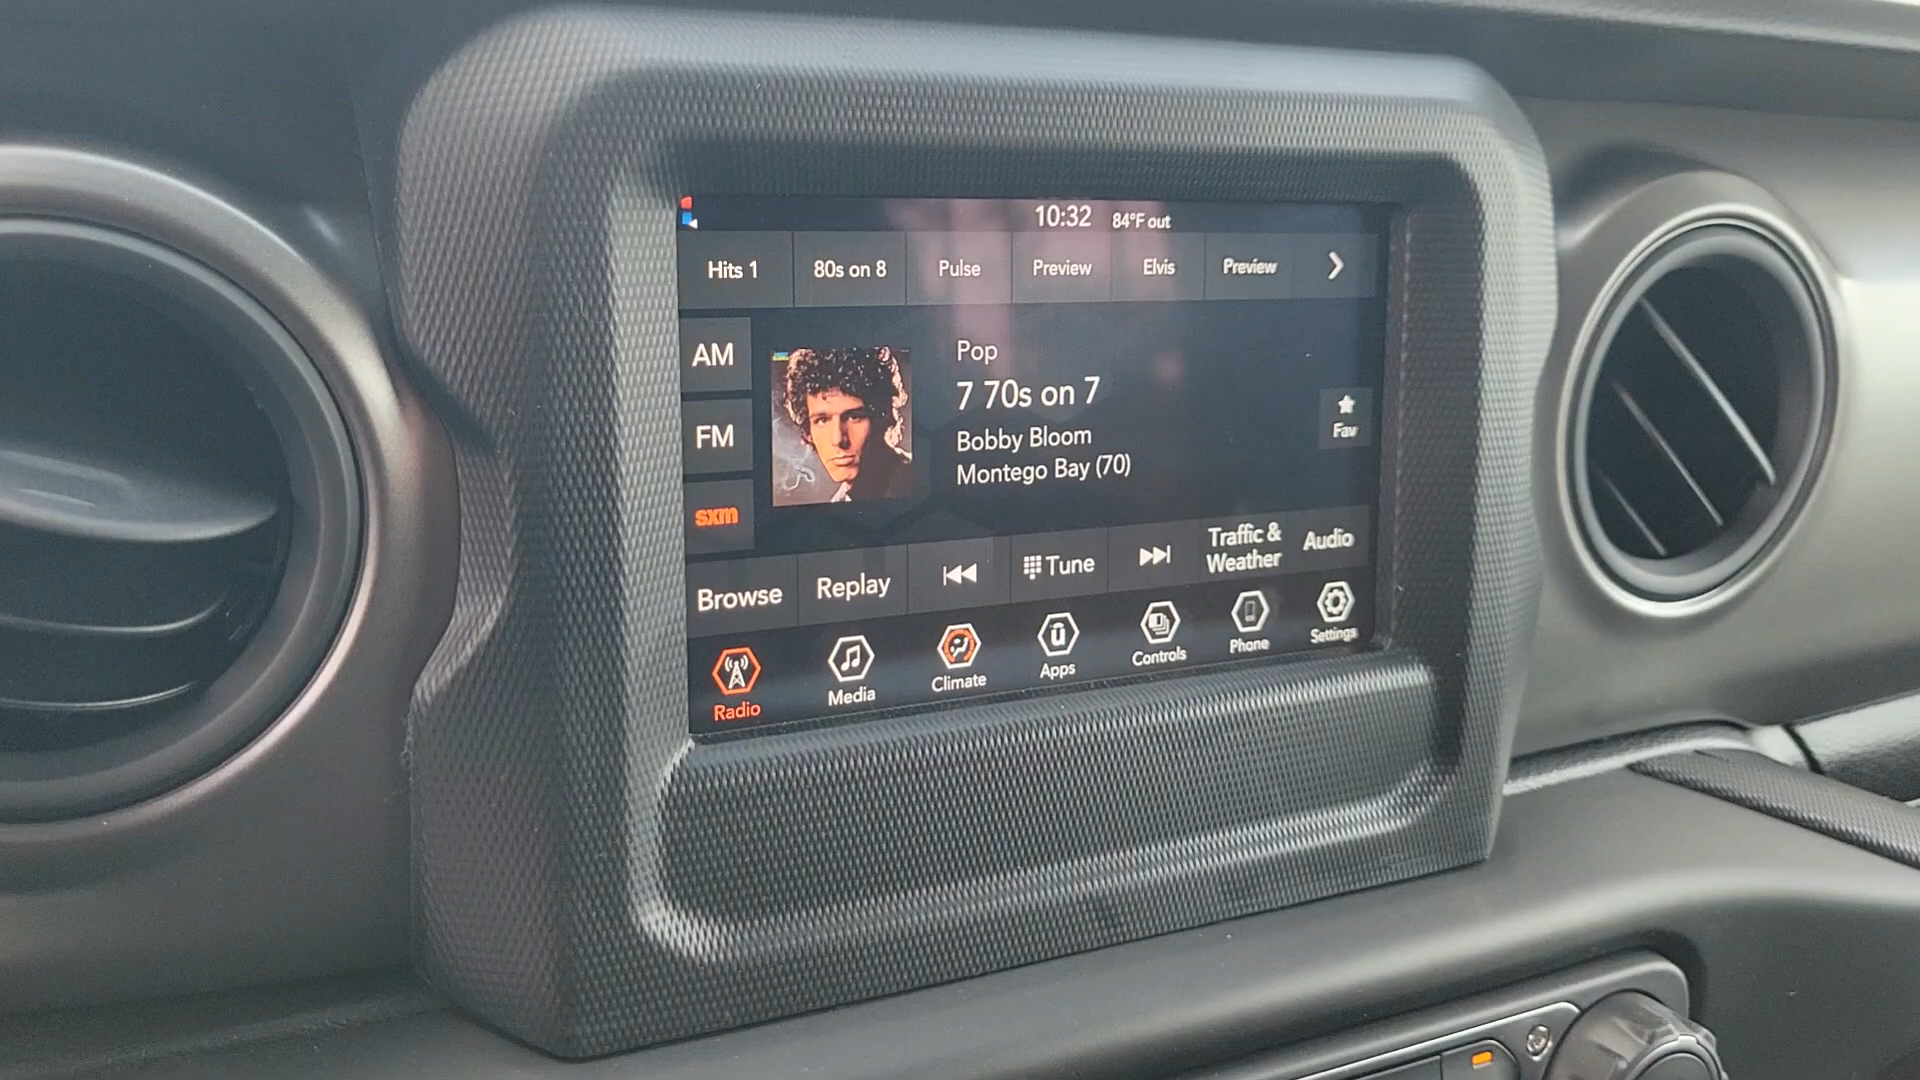 10:32 84°F out
Hits 1
80s on 8
Pulse
Preview
Elvis
Preview
AM
FM
sxm
Pop
7 70s on 7
Bobby Bloom
Montego Bay (70)
Fav
Browse
Replay
Tune
Traffic &
Weather
Audio
Radio
Media
Climate
Apps
Controls
Phone
Settings